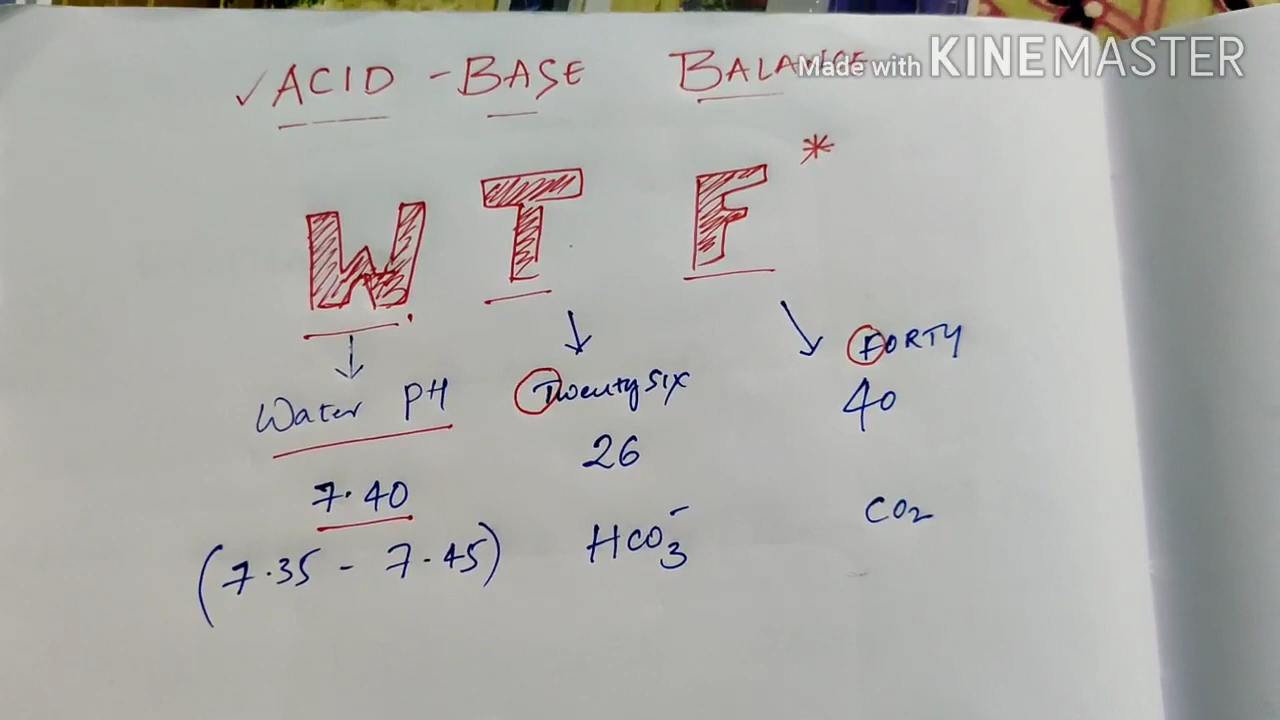 ✓ACID - BASE BALANCE
Made with KINEMASTER
W T F *
Water PH
7.40
(7.35 - 7.45)
Twenty six
26
HCO3⁻
FORTY
40
CO2